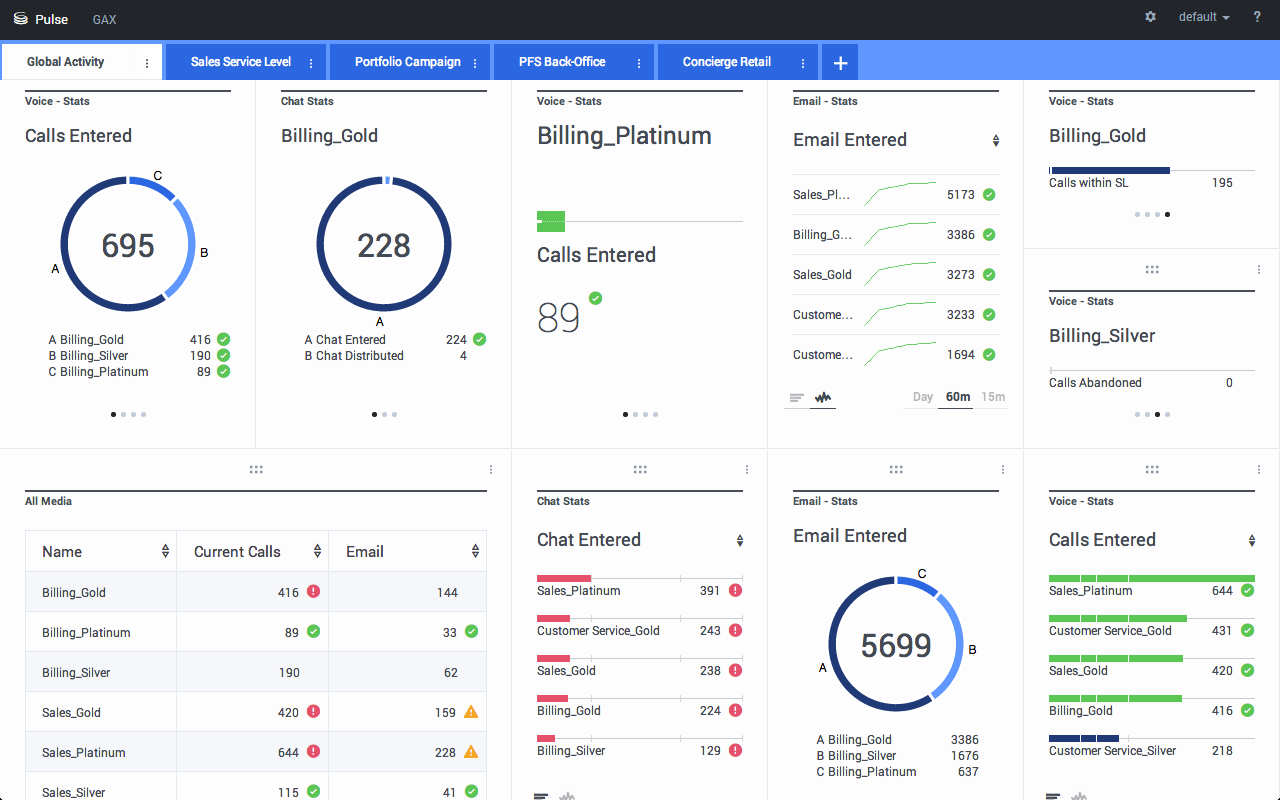 Pulse GAX default ?
Global Activity Sales Service Level Portfolio Campaign PFS Back-Office Concierge Retail +
Voice - Stats
Calls Entered
C
695
B
A
A Billing_Gold 416
B Billing_Silver 190
C Billing_Platinum 89
Chat Stats
Billing_Gold
228
A
A Chat Entered 224
B Chat Distributed 4
Voice - Stats
Billing_Platinum
Calls Entered
89
Email - Stats
Email Entered
Sales_Pl... 5173
Billing_G... 3386
Sales_Gold 3273
Custome... 3233
Custome... 1694
Day 60m 15m
Voice - Stats
Billing_Gold
Calls within SL 195
Voice - Stats
Billing_Silver
Calls Abandoned 0
All Media
Name Current Calls Email
Billing_Gold 416 144
Billing_Platinum 89 33
Billing_Silver 190 62
Sales_Gold 420 159
Sales_Platinum 644 228
Sales_Silver 115 41
Chat Stats
Chat Entered
Sales_Platinum 391
Customer Service_Gold 243
Sales_Gold 238
Billing_Gold 224
Billing_Silver 129
Email - Stats
Email Entered
C
5699
B
A
A Billing_Gold 3386
B Billing_Silver 1676
C Billing_Platinum 637
Voice - Stats
Calls Entered
Sales_Platinum 644
Customer Service_Gold 431
Sales_Gold 420
Billing_Gold 416
Customer Service_Silver 218